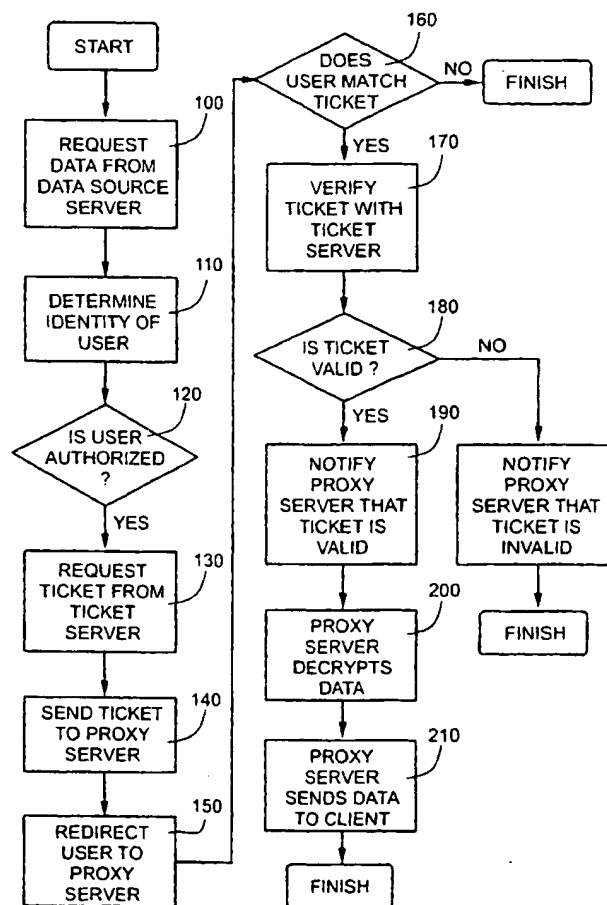 START
100
REQUEST
DATA FROM
DATA SOURCE
SERVER
110
DETERMINE
IDENTITY OF
USER
120
IS USER
AUTHORIZED
?
YES
130
REQUEST
TICKET FROM
TICKET
SERVER
140
SEND TICKET
TO PROXY
SERVER
150
REDIRECT
USER TO
PROXY
SERVER
160
DOES
USER MATCH
TICKET
NO
FINISH
YES
170
VERIFY
TICKET WITH
TICKET
SERVER
180
IS TICKET
VALID ?
NO
YES
190
NOTIFY
PROXY
SERVER THAT
TICKET IS
VALID
NOTIFY
PROXY
SERVER THAT
TICKET IS
INVALID
FINISH
200
PROXY
SERVER
DECRYPTS
DATA
210
PROXY
SERVER
SENDS DATA
TO CLIENT
FINISH